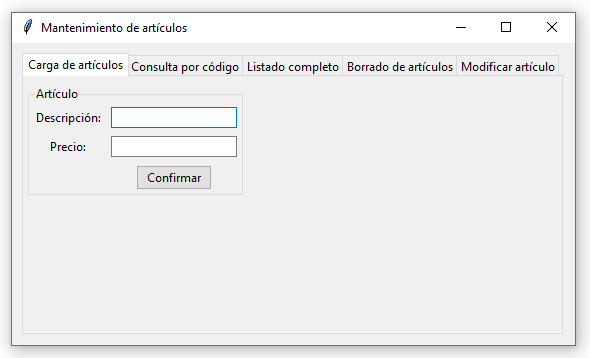 Mantenimiento de artículos
Carga de artículos Consulta por código Listado completo Borrado de artículos Modificar artículo
Artículo
Descripción:
Precio:
Confirmar